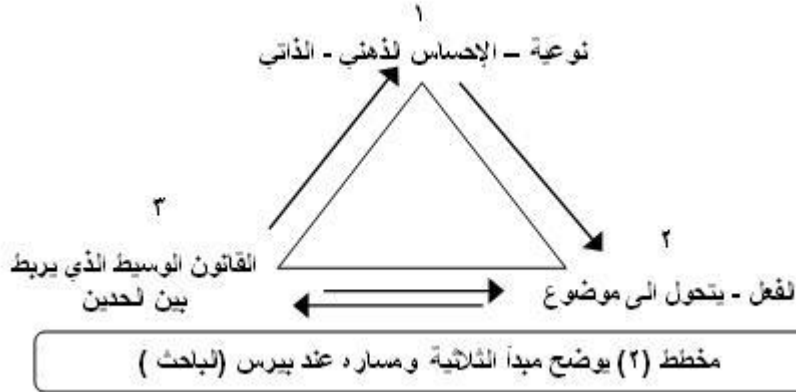 ١
نوعية – الإحساس الذهني - الذاتي
٣
٢
القانون الوسيط الذي يربط
بين الحدين
الفعل - يتحول الى موضوع
مخطط (٢) يوضح مبدأ الثلاثية ومساره عند بيرس (الباحث )